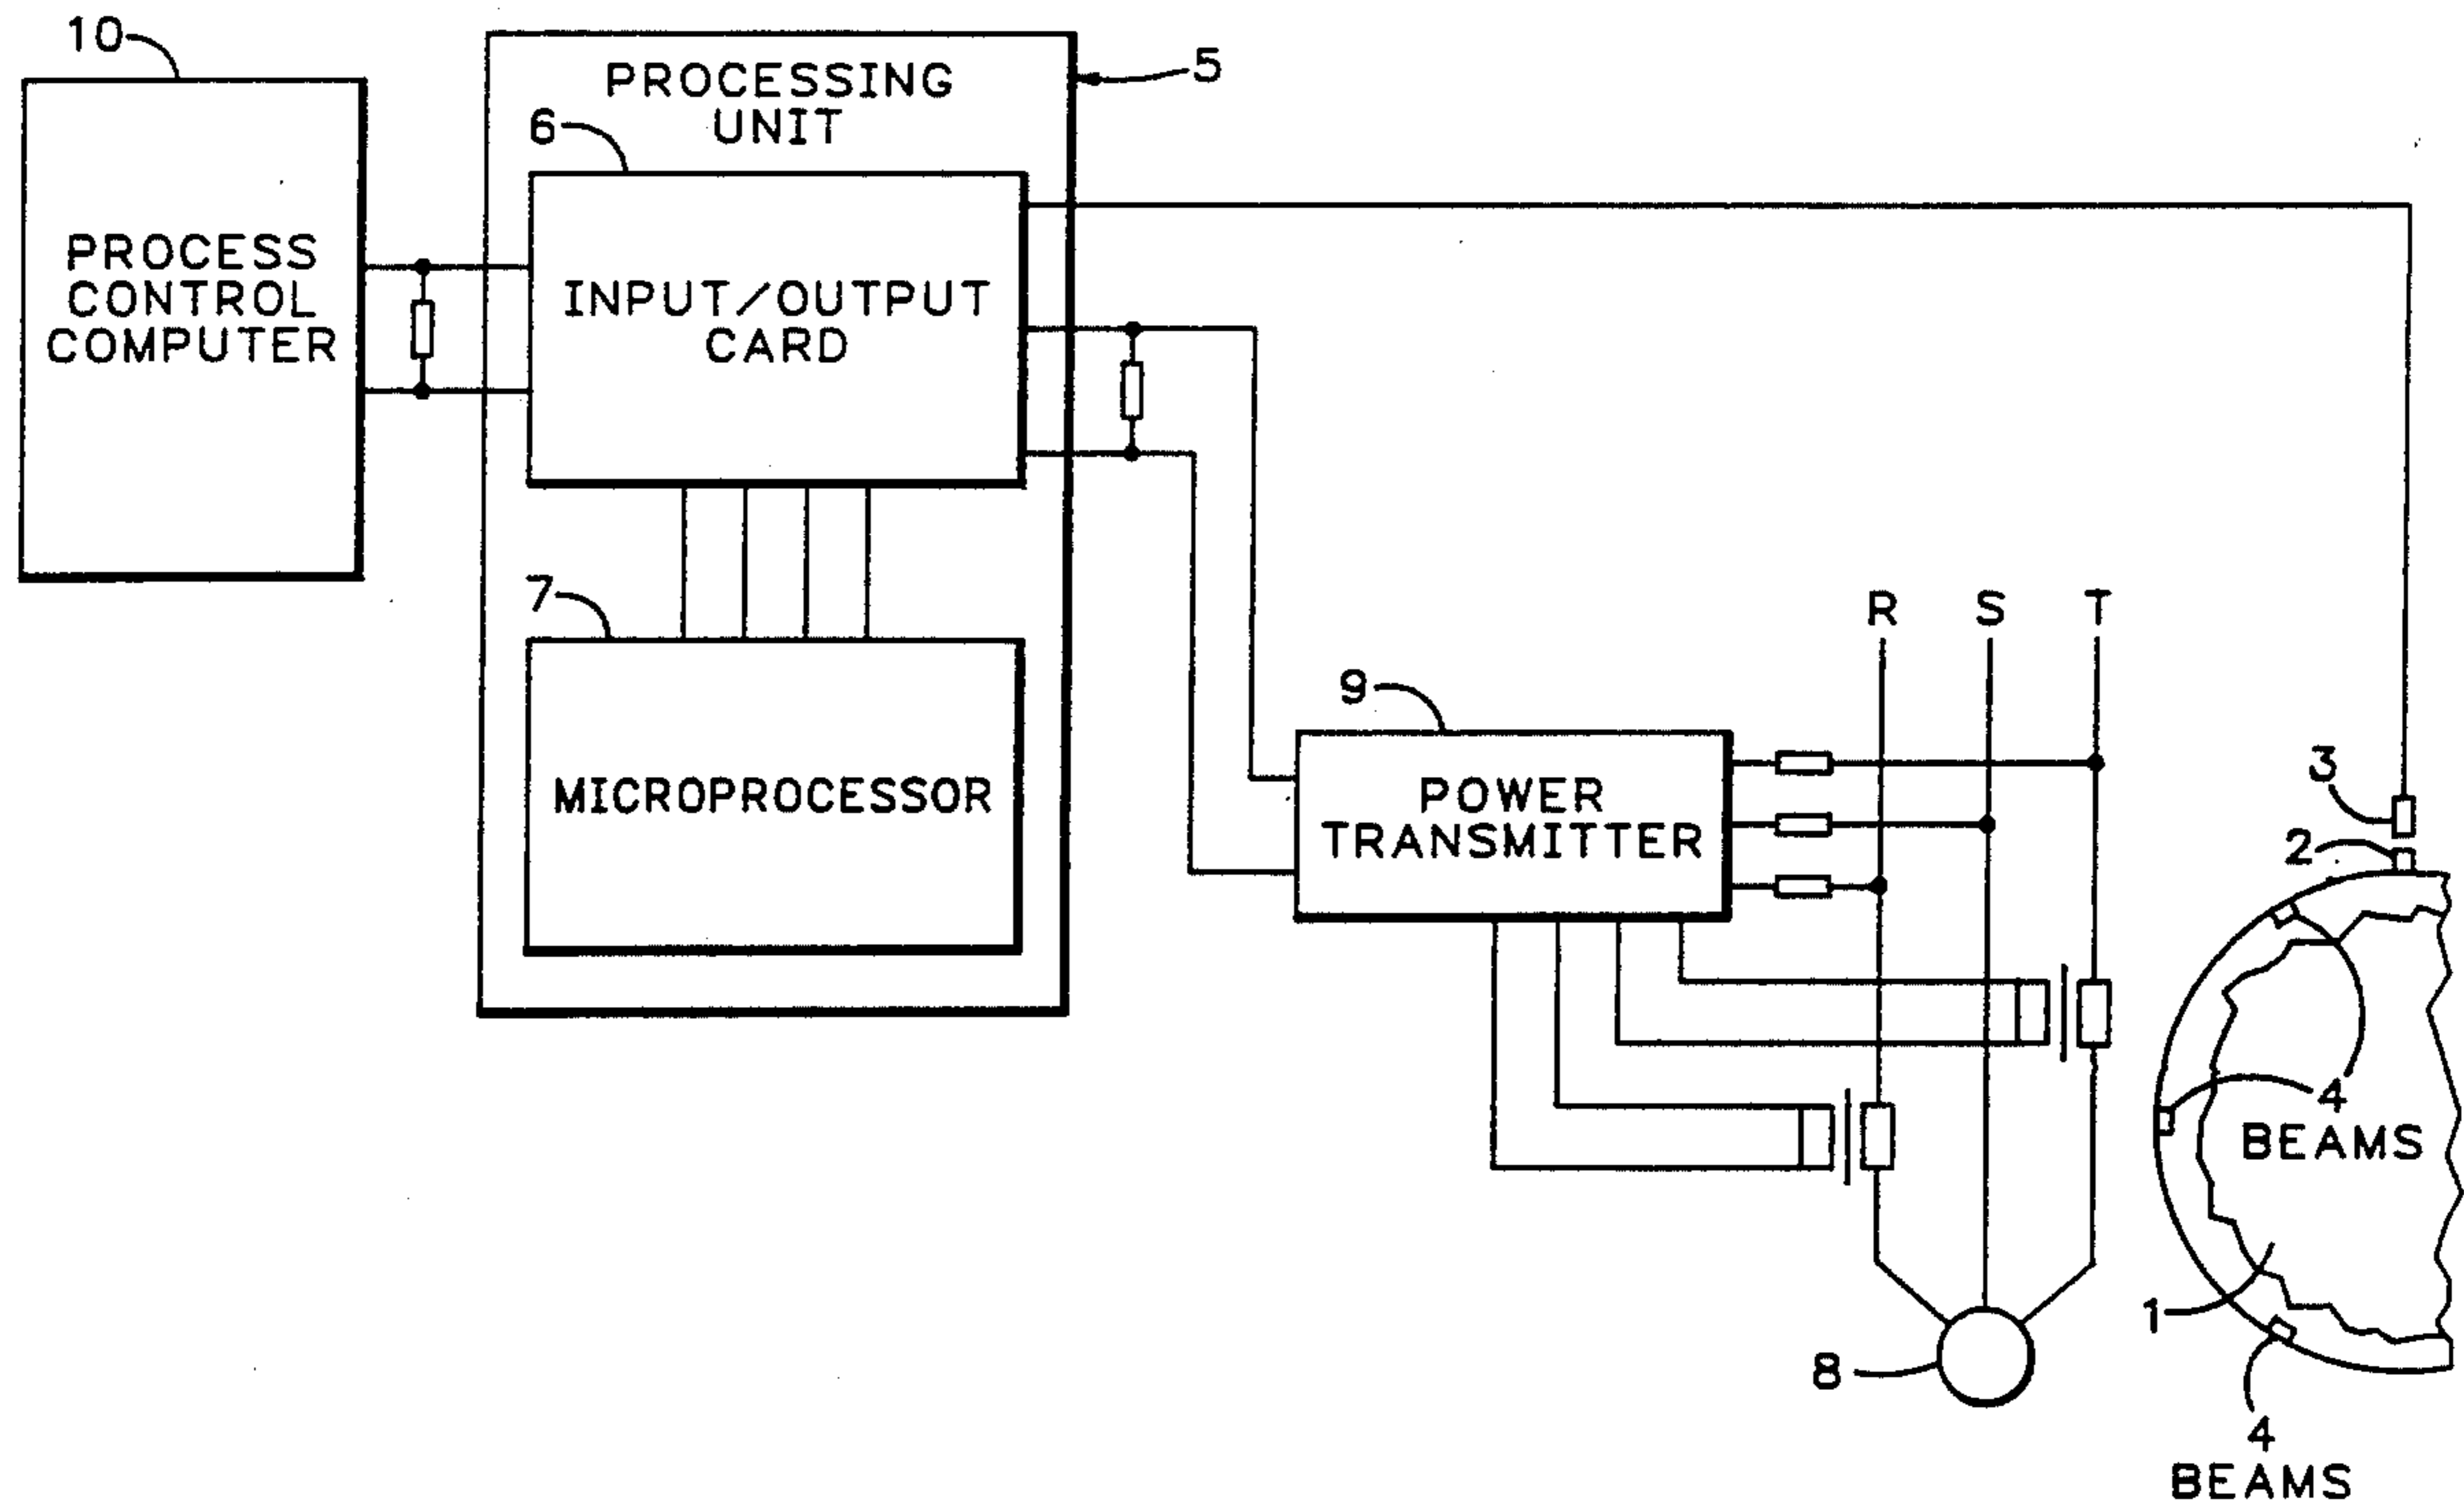 10
PROCESS
CONTROL
COMPUTER
5
PROCESSING
UNIT
6
INPUT/OUTPUT
CARD
7
MICROPROCESSOR
R S T
9
POWER
TRANSMITTER
3
2
4
BEAMS
1
8
4
BEAMS